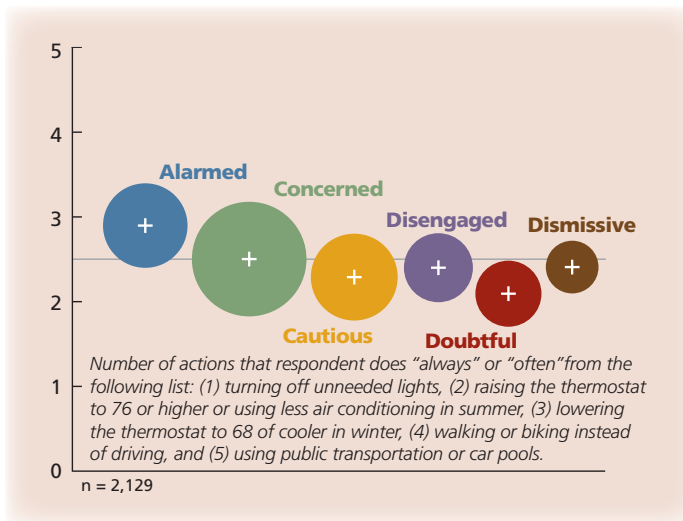 5
4
Alarmed
Concerned
3
Disengaged
Dismissive
2
Cautious
Doubtful
Number of actions that respondent does “always” or “often”from the
1
following list: (1) turning off unneeded lights, (2) raising the thermostat
to 76 or higher or using less air conditioning in summer, (3) lowering
the thermostat to 68 of cooler in winter, (4) walking or biking instead
of driving, and (5) using public transportation or car pools.
0
n = 2,129